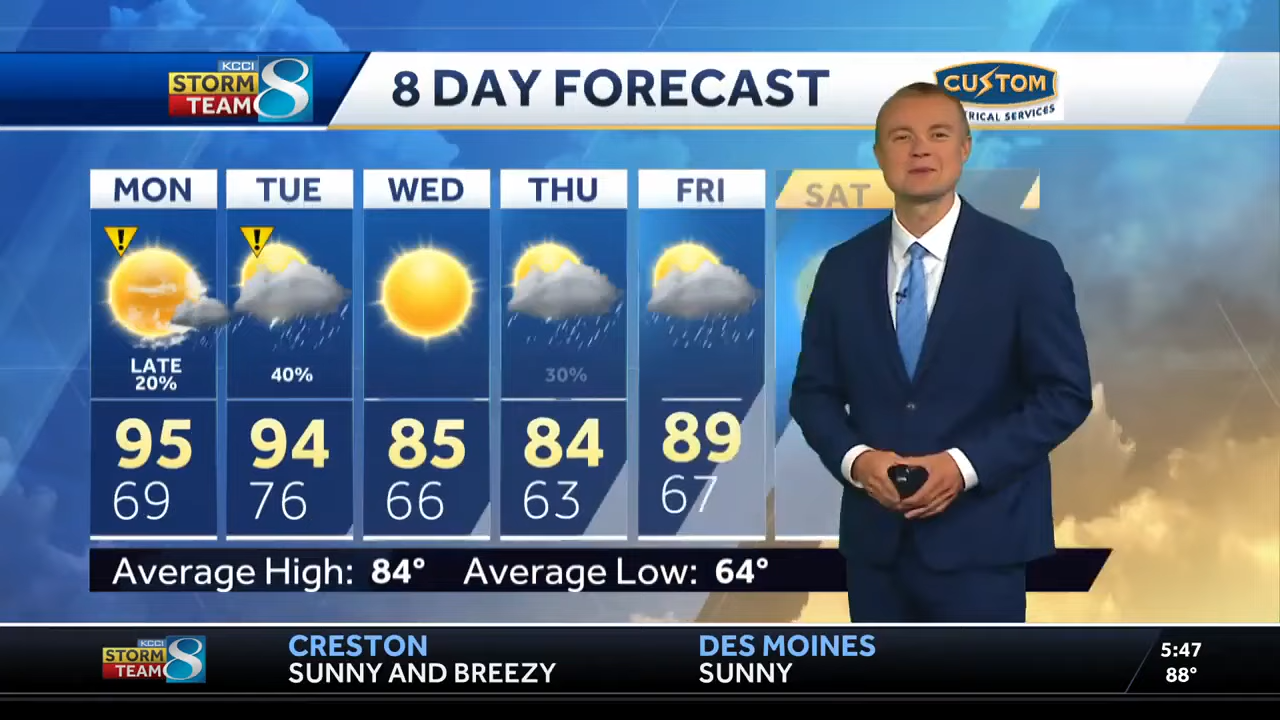 KCCI
STORM
TEAM 8
8 DAY FORECAST
CUSTOM
RICAL SERVICES
MON
TUE
WED
THU
FRI
SAT
!
!
LATE
20%
40%
30%
95
94
85
84
89
69
76
66
63
67
Average High: 84° Average Low: 64°
KCCI
STORM
TEAM 8
CRESTON
SUNNY AND BREEZY
DES MOINES
SUNNY
5:47
88°